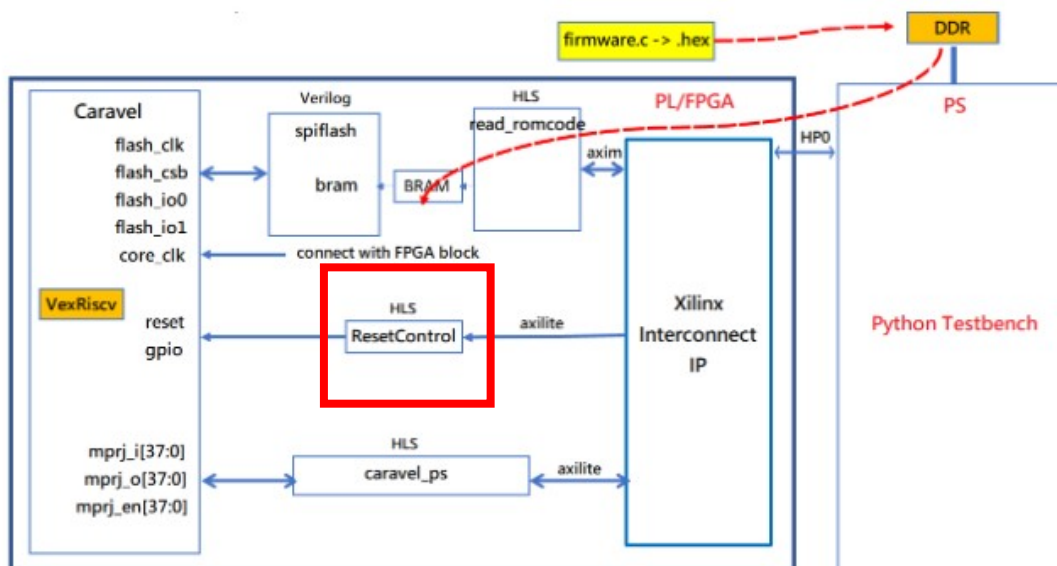 firmware.c -> .hex
DDR
Caravel
flash_clk
flash_csb
flash_io0
flash_io1
core_clk
VexRiscv
reset
gpio
mprj_i[37:0]
mprj_o[37:0]
mprj_en[37:0]
Verilog
spiflash
bram
BRAM
HLS
read_romcode
axim
PL/FPGA
HP0
PS
connect with FPGA block
HLS
ResetControl
axilite
Xilinx
Interconnect
IP
Python Testbench
HLS
caravel_ps
axilite